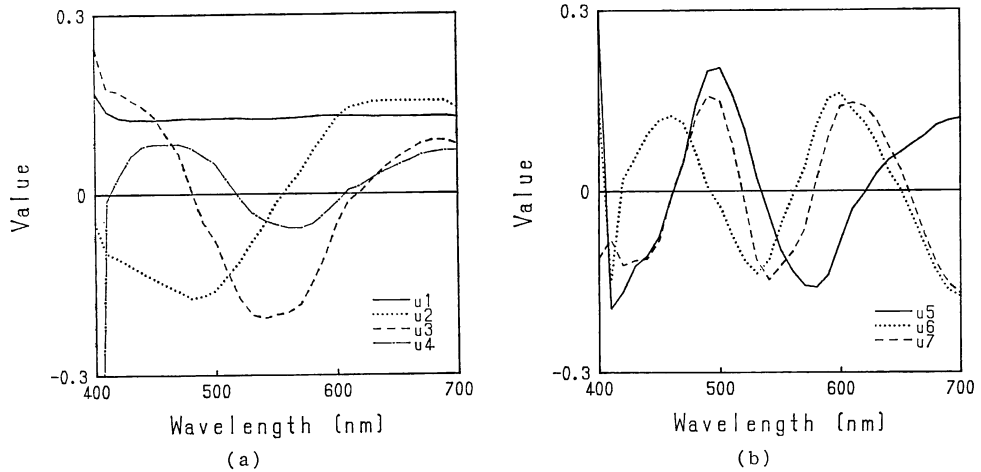 0.3
Value
0
-0.3
400
500
600
700
Wavelength (nm)
u1
u2
u3
u4
(a)
0.3
Value
0
-0.3
400
500
600
700
Wavelength (nm)
u5
u6
u7
(b)